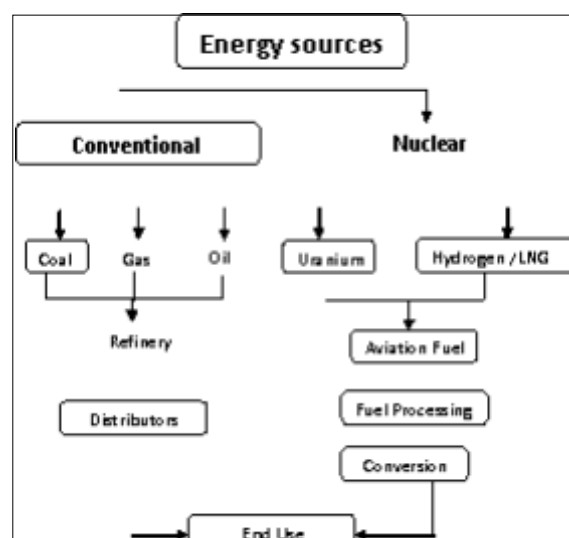 Energy sources
Conventional
Nuclear
Coal
Gas
Oil
Uranium
Hydrogen /LNG
Refinery
Aviation Fuel
Distributors
Fuel Processing
Conversion
End Use